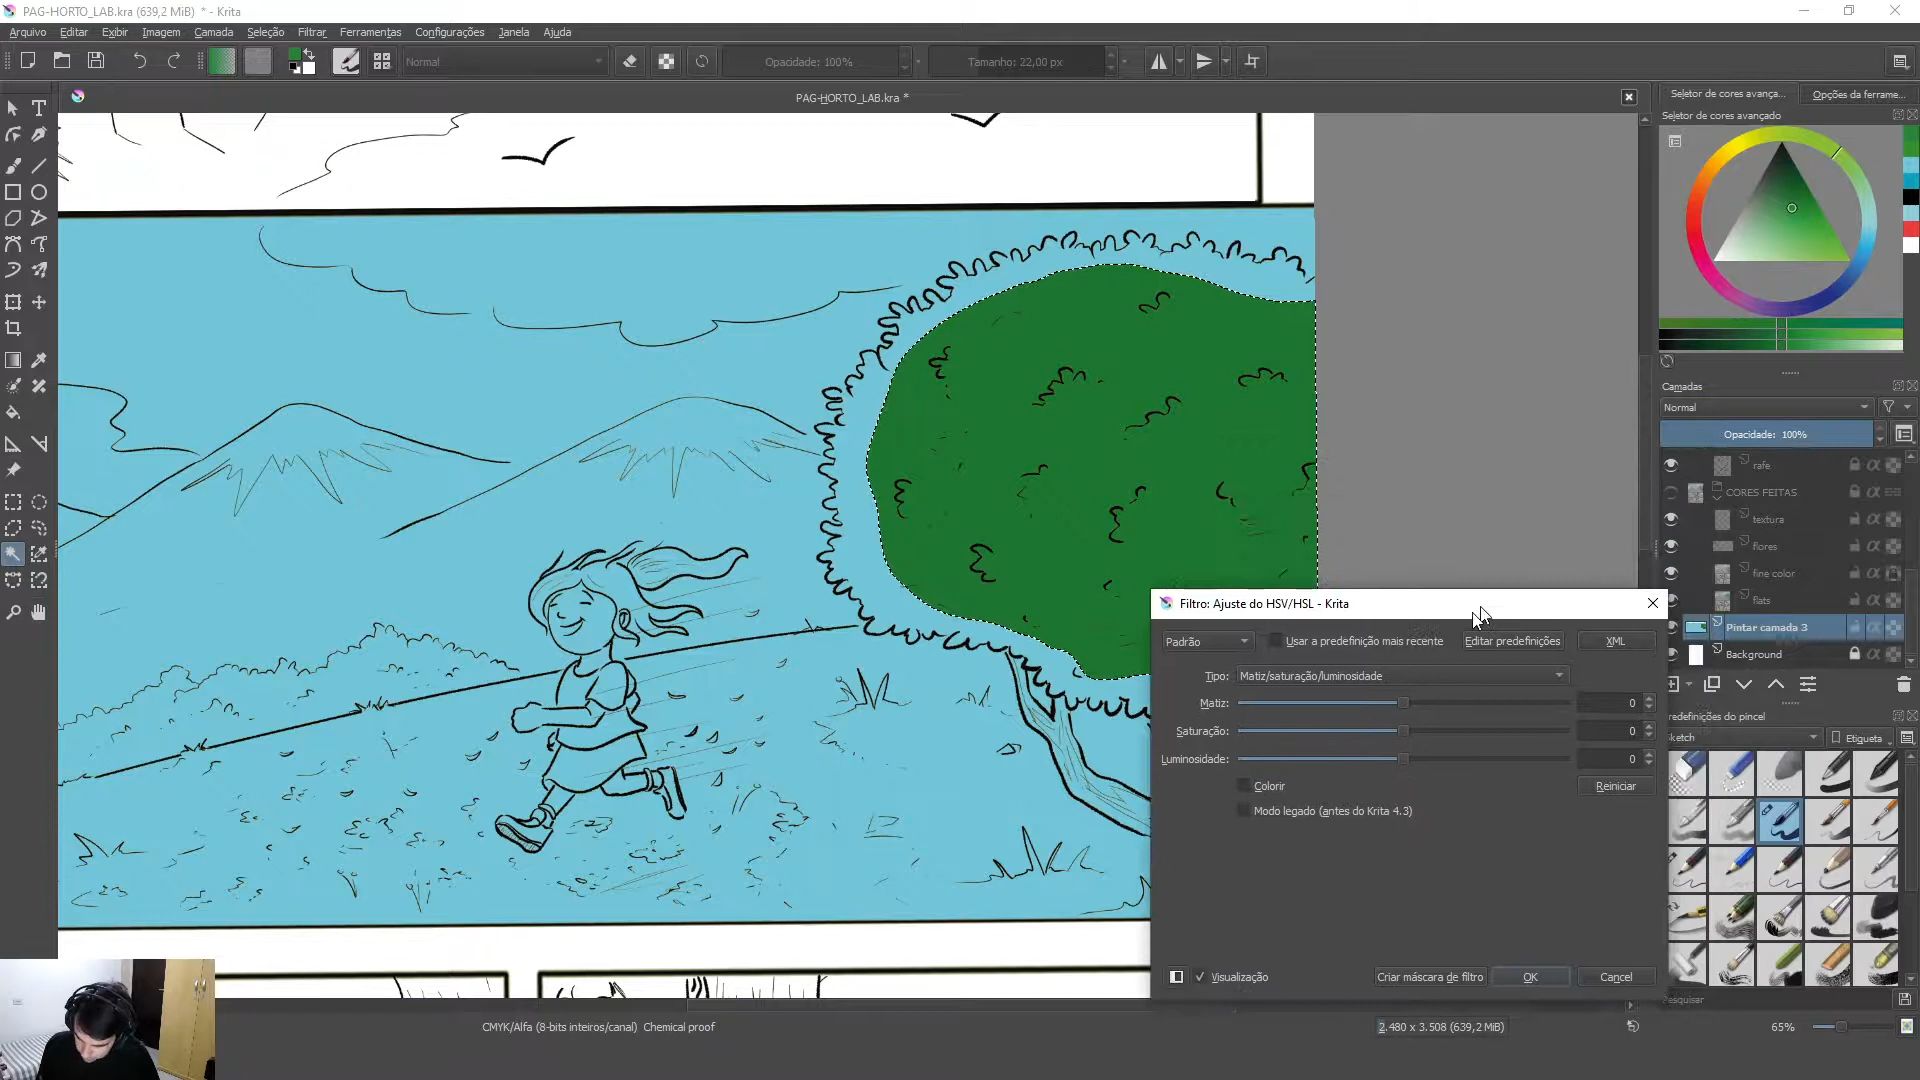 PAG-HORTO_LAB.kra (639,2 MiB) * - Krita
Arquivo Editar Exibir Imagem Camada Seleção Filtrar Ferramentas Configurações Janela Ajuda
Normal
Opacidade: 100%
Tamanho: 22,00 px
PAG-HORTO_LAB.kra *
Seletor de cores avança...
Opções da ferrame...
Seletor de cores avançado
Camadas
Normal
Opacidade: 100%
rafe
CORES FEITAS
textura
flores
fine color
flats
Pintar camada 3
Background
Filtro: Ajuste do HSV/HSL - Krita
Padrão
Usar a predefinição mais recente
Editar predefinições
XML
Tipo: Matiz/saturação/luminosidade
Matiz: 0
Saturação: 0
Luminosidade: 0
Colorir
Reiniciar
Modo legado (antes do Krita 4.3)
Visualização
Criar máscara de filtro
OK
Cancel
redefinições do pincel
ketch
Etiqueta
esquisar
CMYK/Alfa (8-bits inteiros/canal) Chemical proof
2.480 x 3.508 (639,2 MiB)
65%